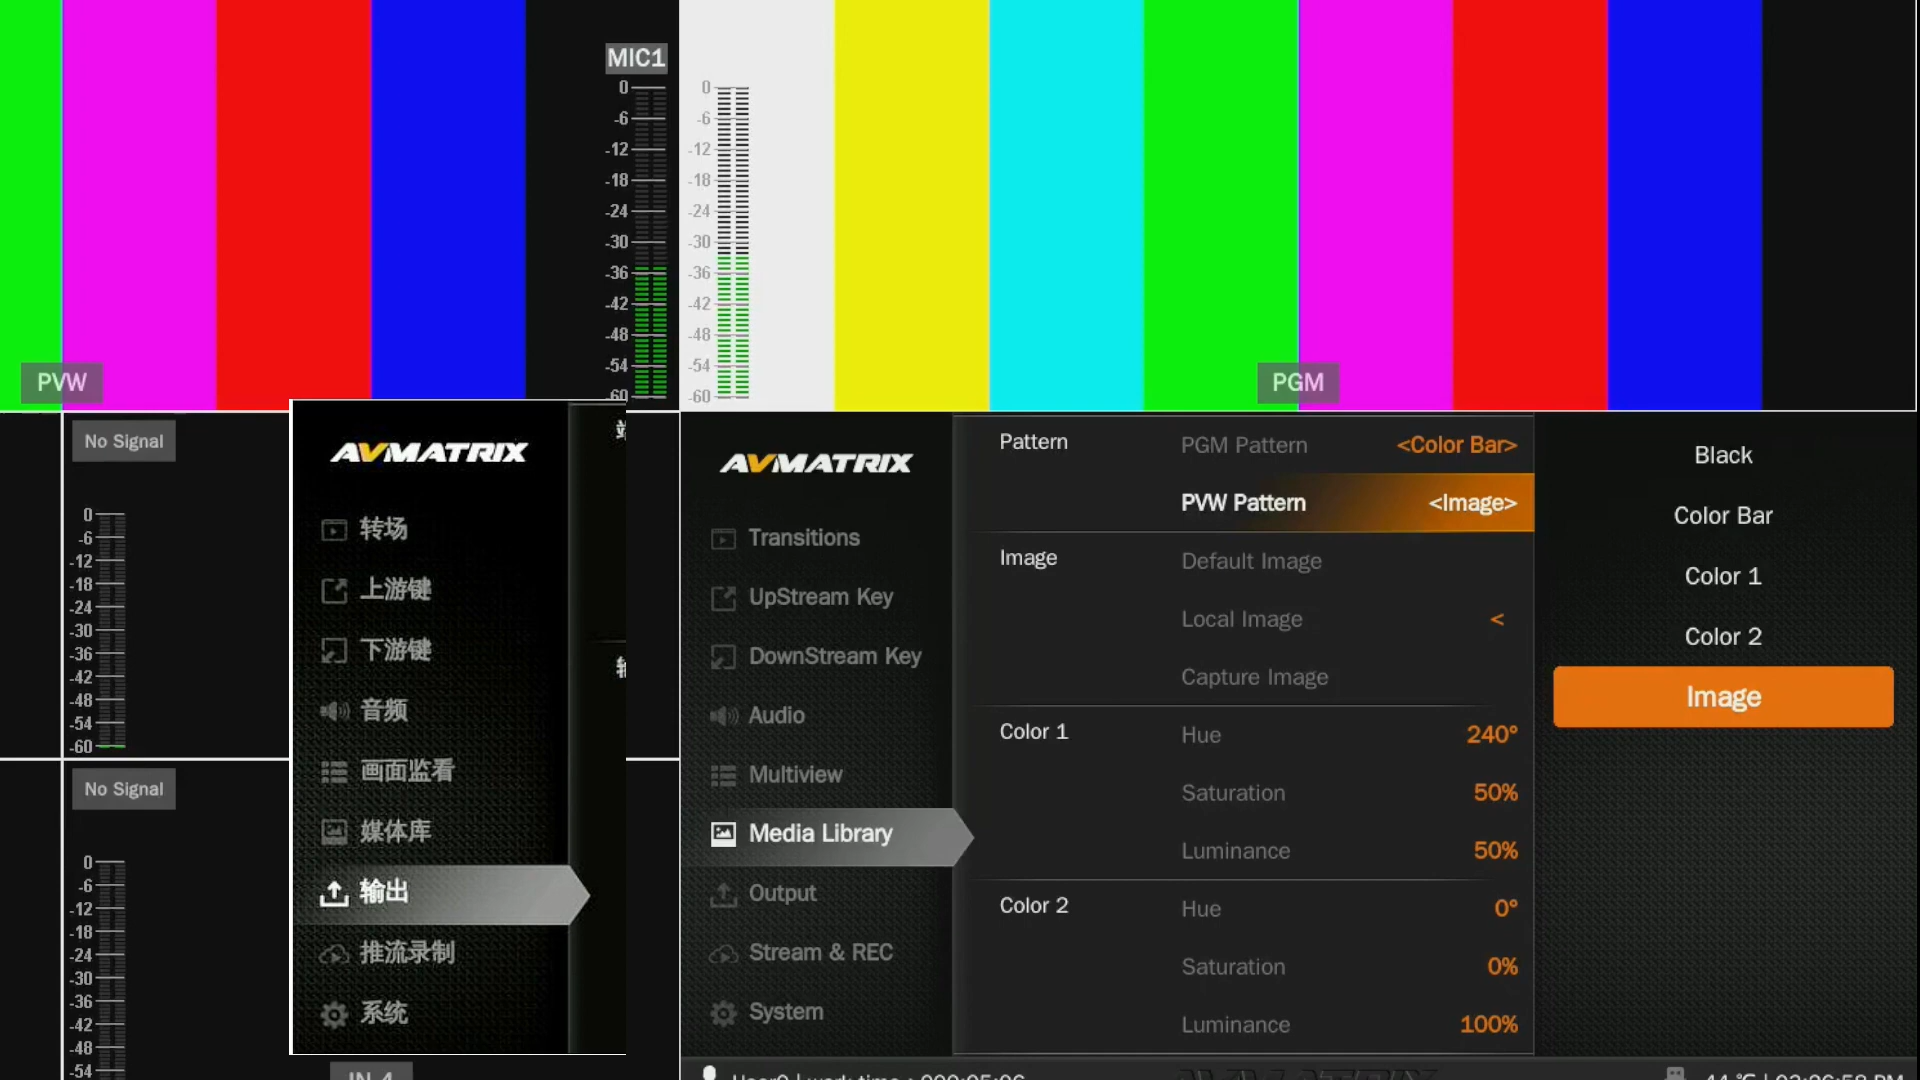 MIC1
0
-6
-12
-18
-24
-30
-36
-42
-48
-54
-60
0
-6
-12
-18
-24
-30
-36
-42
-48
-54
-60
PVW
PGM
No Signal
0
-6
-12
-18
-24
-30
-36
-42
-48
-54
-60
No Signal
0
-6
-12
-18
-24
-30
-36
-42
-48
-54
AVMATRIX
转场
上游键
下游键
音频
画面监看
媒体库
输出
推流录制
系统
IN 4
AVMATRIX
Transitions
UpStream Key
DownStream Key
Audio
Multiview
Media Library
Output
Stream & REC
System
Pattern
PGM Pattern <Color Bar>
PVW Pattern <Image>
Image
Default Image
Local Image <
Capture Image
Color 1
Hue 240°
Saturation 50%
Luminance 50%
Color 2
Hue 0°
Saturation 0%
Luminance 100%
Black
Color Bar
Color 1
Color 2
Image